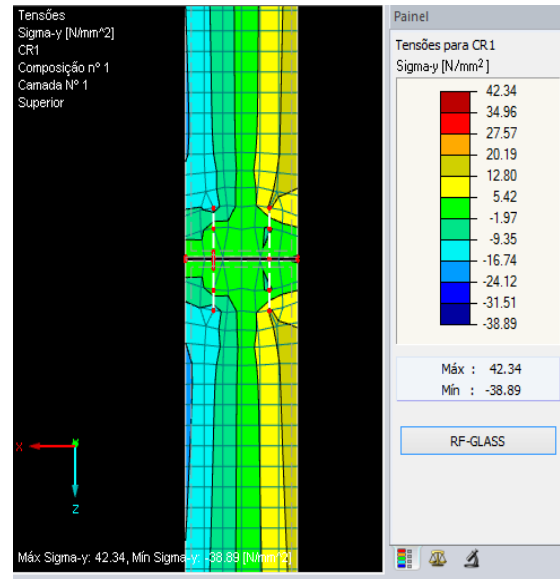 Tensões
Sigma-y [N/mm^2]
CR1
Composição nº 1
Camada Nº 1
Superior
X
Z
Máx Sigma-y: 42.34, Mín Sigma-y: -38.89 [N/mm^2]
Painel
Tensões para CR1
Sigma-y [N/mm²]
42.34
34.96
27.57
20.19
12.80
5.42
-1.97
-9.35
-16.74
-24.12
-31.51
-38.89
Máx : 42.34
Mín : -38.89
RF-GLASS